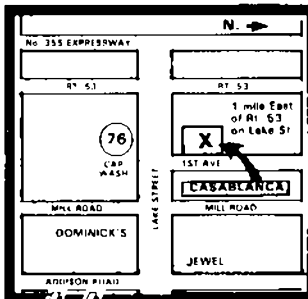 N.
No. 355 EXPRESSWAY
RT. 53
RT 53
1 mile East
of Rt 53
on Lake St
76
CAR
WASH
X
1ST AVE
LAKE STREET
CASABLANCA
MILL ROAD
MILL ROAD
DOMINICK'S
JEWEL
ADDISON ROAD